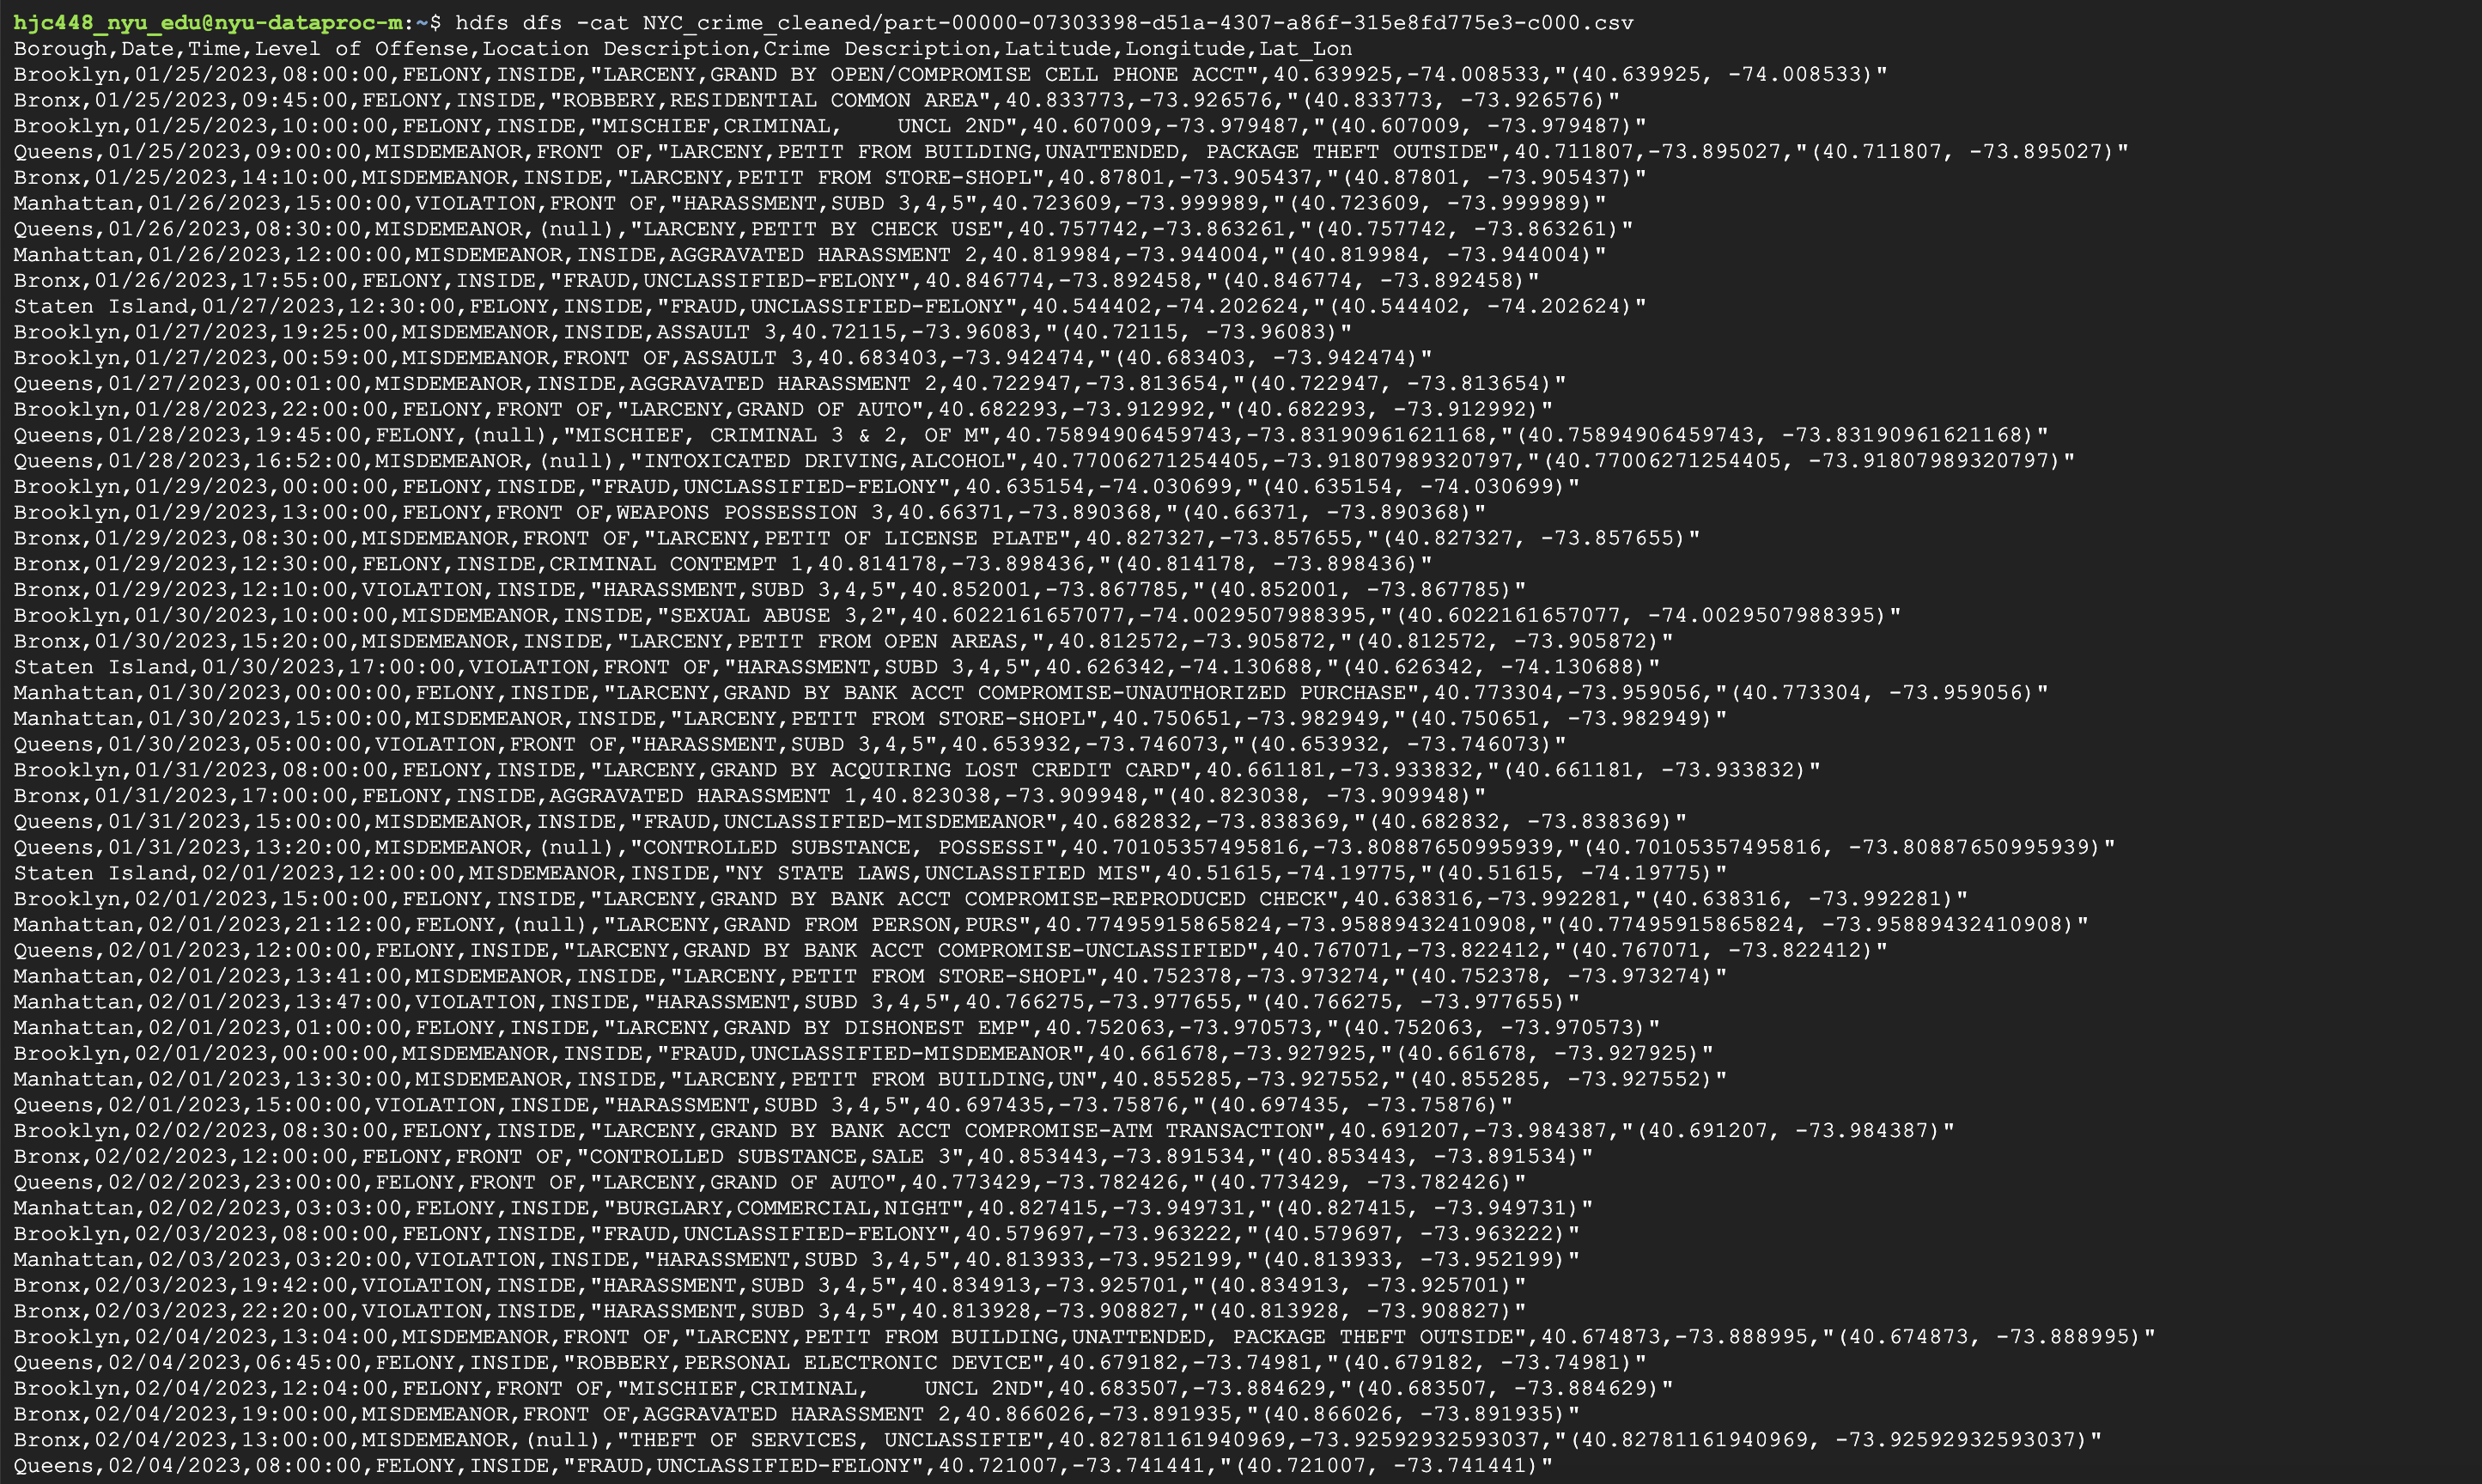 hjc448_nyu_edu@nyu-dataproc-m:~$ hdfs dfs -cat NYC_crime_cleaned/part-00000-07303398-d51a-4307-a86f-315e8fd775e3-c000.csv
Borough,Date,Time,Level of Offense,Location Description,Crime Description,Latitude,Longitude,Lat_Lon
Brooklyn,01/25/2023,08:00:00,FELONY,INSIDE,"LARCENY,GRAND BY OPEN/COMPROMISE CELL PHONE ACCT",40.639925,-74.008533,"(40.639925, -74.008533)"
Bronx,01/25/2023,09:45:00,FELONY,INSIDE,"ROBBERY,RESIDENTIAL COMMON AREA",40.833773,-73.926576,"(40.833773, -73.926576)"
Brooklyn,01/25/2023,10:00:00,FELONY,INSIDE,"MISCHIEF,CRIMINAL,    UNCL 2ND",40.607009,-73.979487,"(40.607009, -73.979487)"
Queens,01/25/2023,09:00:00,MISDEMEANOR,FRONT OF,"LARCENY,PETIT FROM BUILDING,UNATTENDED, PACKAGE THEFT OUTSIDE",40.711807,-73.895027,"(40.711807, -73.895027)"
Bronx,01/25/2023,14:10:00,MISDEMEANOR,INSIDE,"LARCENY,PETIT FROM STORE-SHOPL",40.87801,-73.905437,"(40.87801, -73.905437)"
Manhattan,01/26/2023,15:00:00,VIOLATION,FRONT OF,"HARASSMENT,SUBD 3,4,5",40.723609,-73.999989,"(40.723609, -73.999989)"
Queens,01/26/2023,08:30:00,MISDEMEANOR,(null),"LARCENY,PETIT BY CHECK USE",40.757742,-73.863261,"(40.757742, -73.863261)"
Manhattan,01/26/2023,12:00:00,MISDEMEANOR,INSIDE,AGGRAVATED HARASSMENT 2,40.819984,-73.944004,"(40.819984, -73.944004)"
Bronx,01/26/2023,17:55:00,FELONY,INSIDE,"FRAUD,UNCLASSIFIED-FELONY",40.846774,-73.892458,"(40.846774, -73.892458)"
Staten Island,01/27/2023,12:30:00,FELONY,INSIDE,"FRAUD,UNCLASSIFIED-FELONY",40.544402,-74.202624,"(40.544402, -74.202624)"
Brooklyn,01/27/2023,19:25:00,MISDEMEANOR,INSIDE,ASSAULT 3,40.72115,-73.96083,"(40.72115, -73.96083)"
Brooklyn,01/27/2023,00:59:00,MISDEMEANOR,FRONT OF,ASSAULT 3,40.683403,-73.942474,"(40.683403, -73.942474)"
Queens,01/27/2023,00:01:00,MISDEMEANOR,INSIDE,AGGRAVATED HARASSMENT 2,40.722947,-73.813654,"(40.722947, -73.813654)"
Brooklyn,01/28/2023,22:00:00,FELONY,FRONT OF,"LARCENY,GRAND OF AUTO",40.682293,-73.912992,"(40.682293, -73.912992)"
Queens,01/28/2023,19:45:00,FELONY,(null),"MISCHIEF, CRIMINAL 3 & 2, OF M",40.75894906459743,-73.83190961621168,"(40.75894906459743, -73.83190961621168)"
Queens,01/28/2023,16:52:00,MISDEMEANOR,(null),"INTOXICATED DRIVING,ALCOHOL",40.77006271254405,-73.91807989320797,"(40.77006271254405, -73.91807989320797)"
Brooklyn,01/29/2023,00:00:00,FELONY,INSIDE,"FRAUD,UNCLASSIFIED-FELONY",40.635154,-74.030699,"(40.635154, -74.030699)"
Brooklyn,01/29/2023,13:00:00,FELONY,FRONT OF,WEAPONS POSSESSION 3,40.66371,-73.890368,"(40.66371, -73.890368)"
Bronx,01/29/2023,08:30:00,MISDEMEANOR,FRONT OF,"LARCENY,PETIT OF LICENSE PLATE",40.827327,-73.857655,"(40.827327, -73.857655)"
Bronx,01/29/2023,12:30:00,FELONY,INSIDE,CRIMINAL CONTEMPT 1,40.814178,-73.898436,"(40.814178, -73.898436)"
Bronx,01/29/2023,12:10:00,VIOLATION,INSIDE,"HARASSMENT,SUBD 3,4,5",40.852001,-73.867785,"(40.852001, -73.867785)"
Brooklyn,01/30/2023,10:00:00,MISDEMEANOR,INSIDE,"SEXUAL ABUSE 3,2",40.6022161657077,-74.0029507988395,"(40.6022161657077, -74.0029507988395)"
Bronx,01/30/2023,15:20:00,MISDEMEANOR,INSIDE,"LARCENY,PETIT FROM OPEN AREAS,",40.812572,-73.905872,"(40.812572, -73.905872)"
Staten Island,01/30/2023,17:00:00,VIOLATION,FRONT OF,"HARASSMENT,SUBD 3,4,5",40.626342,-74.130688,"(40.626342, -74.130688)"
Manhattan,01/30/2023,00:00:00,FELONY,INSIDE,"LARCENY,GRAND BY BANK ACCT COMPROMISE-UNAUTHORIZED PURCHASE",40.773304,-73.959056,"(40.773304, -73.959056)"
Manhattan,01/30/2023,15:00:00,MISDEMEANOR,INSIDE,"LARCENY,PETIT FROM STORE-SHOPL",40.750651,-73.982949,"(40.750651, -73.982949)"
Queens,01/30/2023,05:00:00,VIOLATION,FRONT OF,"HARASSMENT,SUBD 3,4,5",40.653932,-73.746073,"(40.653932, -73.746073)"
Brooklyn,01/31/2023,08:00:00,FELONY,INSIDE,"LARCENY,GRAND BY ACQUIRING LOST CREDIT CARD",40.661181,-73.933832,"(40.661181, -73.933832)"
Bronx,01/31/2023,17:00:00,FELONY,INSIDE,AGGRAVATED HARASSMENT 1,40.823038,-73.909948,"(40.823038, -73.909948)"
Queens,01/31/2023,15:00:00,MISDEMEANOR,INSIDE,"FRAUD,UNCLASSIFIED-MISDEMEANOR",40.682832,-73.838369,"(40.682832, -73.838369)"
Queens,01/31/2023,13:20:00,MISDEMEANOR,(null),"CONTROLLED SUBSTANCE, POSSESSI",40.70105357495816,-73.80887650995939,"(40.70105357495816, -73.80887650995939)"
Staten Island,02/01/2023,12:00:00,MISDEMEANOR,INSIDE,"NY STATE LAWS,UNCLASSIFIED MIS",40.51615,-74.19775,"(40.51615, -74.19775)"
Brooklyn,02/01/2023,15:00:00,FELONY,INSIDE,"LARCENY,GRAND BY BANK ACCT COMPROMISE-REPRODUCED CHECK",40.638316,-73.992281,"(40.638316, -73.992281)"
Manhattan,02/01/2023,21:12:00,FELONY,(null),"LARCENY,GRAND FROM PERSON,PURS",40.77495915865824,-73.95889432410908,"(40.77495915865824, -73.95889432410908)"
Queens,02/01/2023,12:00:00,FELONY,INSIDE,"LARCENY,GRAND BY BANK ACCT COMPROMISE-UNCLASSIFIED",40.767071,-73.822412,"(40.767071, -73.822412)"
Manhattan,02/01/2023,13:41:00,MISDEMEANOR,INSIDE,"LARCENY,PETIT FROM STORE-SHOPL",40.752378,-73.973274,"(40.752378, -73.973274)"
Manhattan,02/01/2023,13:47:00,VIOLATION,INSIDE,"HARASSMENT,SUBD 3,4,5",40.766275,-73.977655,"(40.766275, -73.977655)"
Manhattan,02/01/2023,01:00:00,FELONY,INSIDE,"LARCENY,GRAND BY DISHONEST EMP",40.752063,-73.970573,"(40.752063, -73.970573)"
Brooklyn,02/01/2023,00:00:00,MISDEMEANOR,INSIDE,"FRAUD,UNCLASSIFIED-MISDEMEANOR",40.661678,-73.927925,"(40.661678, -73.927925)"
Manhattan,02/01/2023,13:30:00,MISDEMEANOR,INSIDE,"LARCENY,PETIT FROM BUILDING,UN",40.855285,-73.927552,"(40.855285, -73.927552)"
Queens,02/01/2023,15:00:00,VIOLATION,INSIDE,"HARASSMENT,SUBD 3,4,5",40.697435,-73.75876,"(40.697435, -73.75876)"
Brooklyn,02/02/2023,08:30:00,FELONY,INSIDE,"LARCENY,GRAND BY BANK ACCT COMPROMISE-ATM TRANSACTION",40.691207,-73.984387,"(40.691207, -73.984387)"
Bronx,02/02/2023,12:00:00,FELONY,FRONT OF,"CONTROLLED SUBSTANCE,SALE 3",40.853443,-73.891534,"(40.853443, -73.891534)"
Queens,02/02/2023,23:00:00,FELONY,FRONT OF,"LARCENY,GRAND OF AUTO",40.773429,-73.782426,"(40.773429, -73.782426)"
Manhattan,02/02/2023,03:03:00,FELONY,INSIDE,"BURGLARY,COMMERCIAL,NIGHT",40.827415,-73.949731,"(40.827415, -73.949731)"
Brooklyn,02/03/2023,08:00:00,FELONY,INSIDE,"FRAUD,UNCLASSIFIED-FELONY",40.579697,-73.963222,"(40.579697, -73.963222)"
Manhattan,02/03/2023,03:20:00,VIOLATION,INSIDE,"HARASSMENT,SUBD 3,4,5",40.813933,-73.952199,"(40.813933, -73.952199)"
Bronx,02/03/2023,19:42:00,VIOLATION,INSIDE,"HARASSMENT,SUBD 3,4,5",40.834913,-73.925701,"(40.834913, -73.925701)"
Bronx,02/03/2023,22:20:00,VIOLATION,INSIDE,"HARASSMENT,SUBD 3,4,5",40.813928,-73.908827,"(40.813928, -73.908827)"
Brooklyn,02/04/2023,13:04:00,MISDEMEANOR,FRONT OF,"LARCENY,PETIT FROM BUILDING,UNATTENDED, PACKAGE THEFT OUTSIDE",40.674873,-73.888995,"(40.674873, -73.888995)"
Queens,02/04/2023,06:45:00,FELONY,INSIDE,"ROBBERY,PERSONAL ELECTRONIC DEVICE",40.679182,-73.74981,"(40.679182, -73.74981)"
Brooklyn,02/04/2023,12:04:00,FELONY,FRONT OF,"MISCHIEF,CRIMINAL,    UNCL 2ND",40.683507,-73.884629,"(40.683507, -73.884629)"
Bronx,02/04/2023,19:00:00,MISDEMEANOR,FRONT OF,AGGRAVATED HARASSMENT 2,40.866026,-73.891935,"(40.866026, -73.891935)"
Bronx,02/04/2023,13:00:00,MISDEMEANOR,(null),"THEFT OF SERVICES, UNCLASSIFIE",40.82781161940969,-73.92592932593037,"(40.82781161940969, -73.92592932593037)"
Queens,02/04/2023,08:00:00,FELONY,INSIDE,"FRAUD,UNCLASSIFIED-FELONY",40.721007,-73.741441,"(40.721007, -73.741441)"